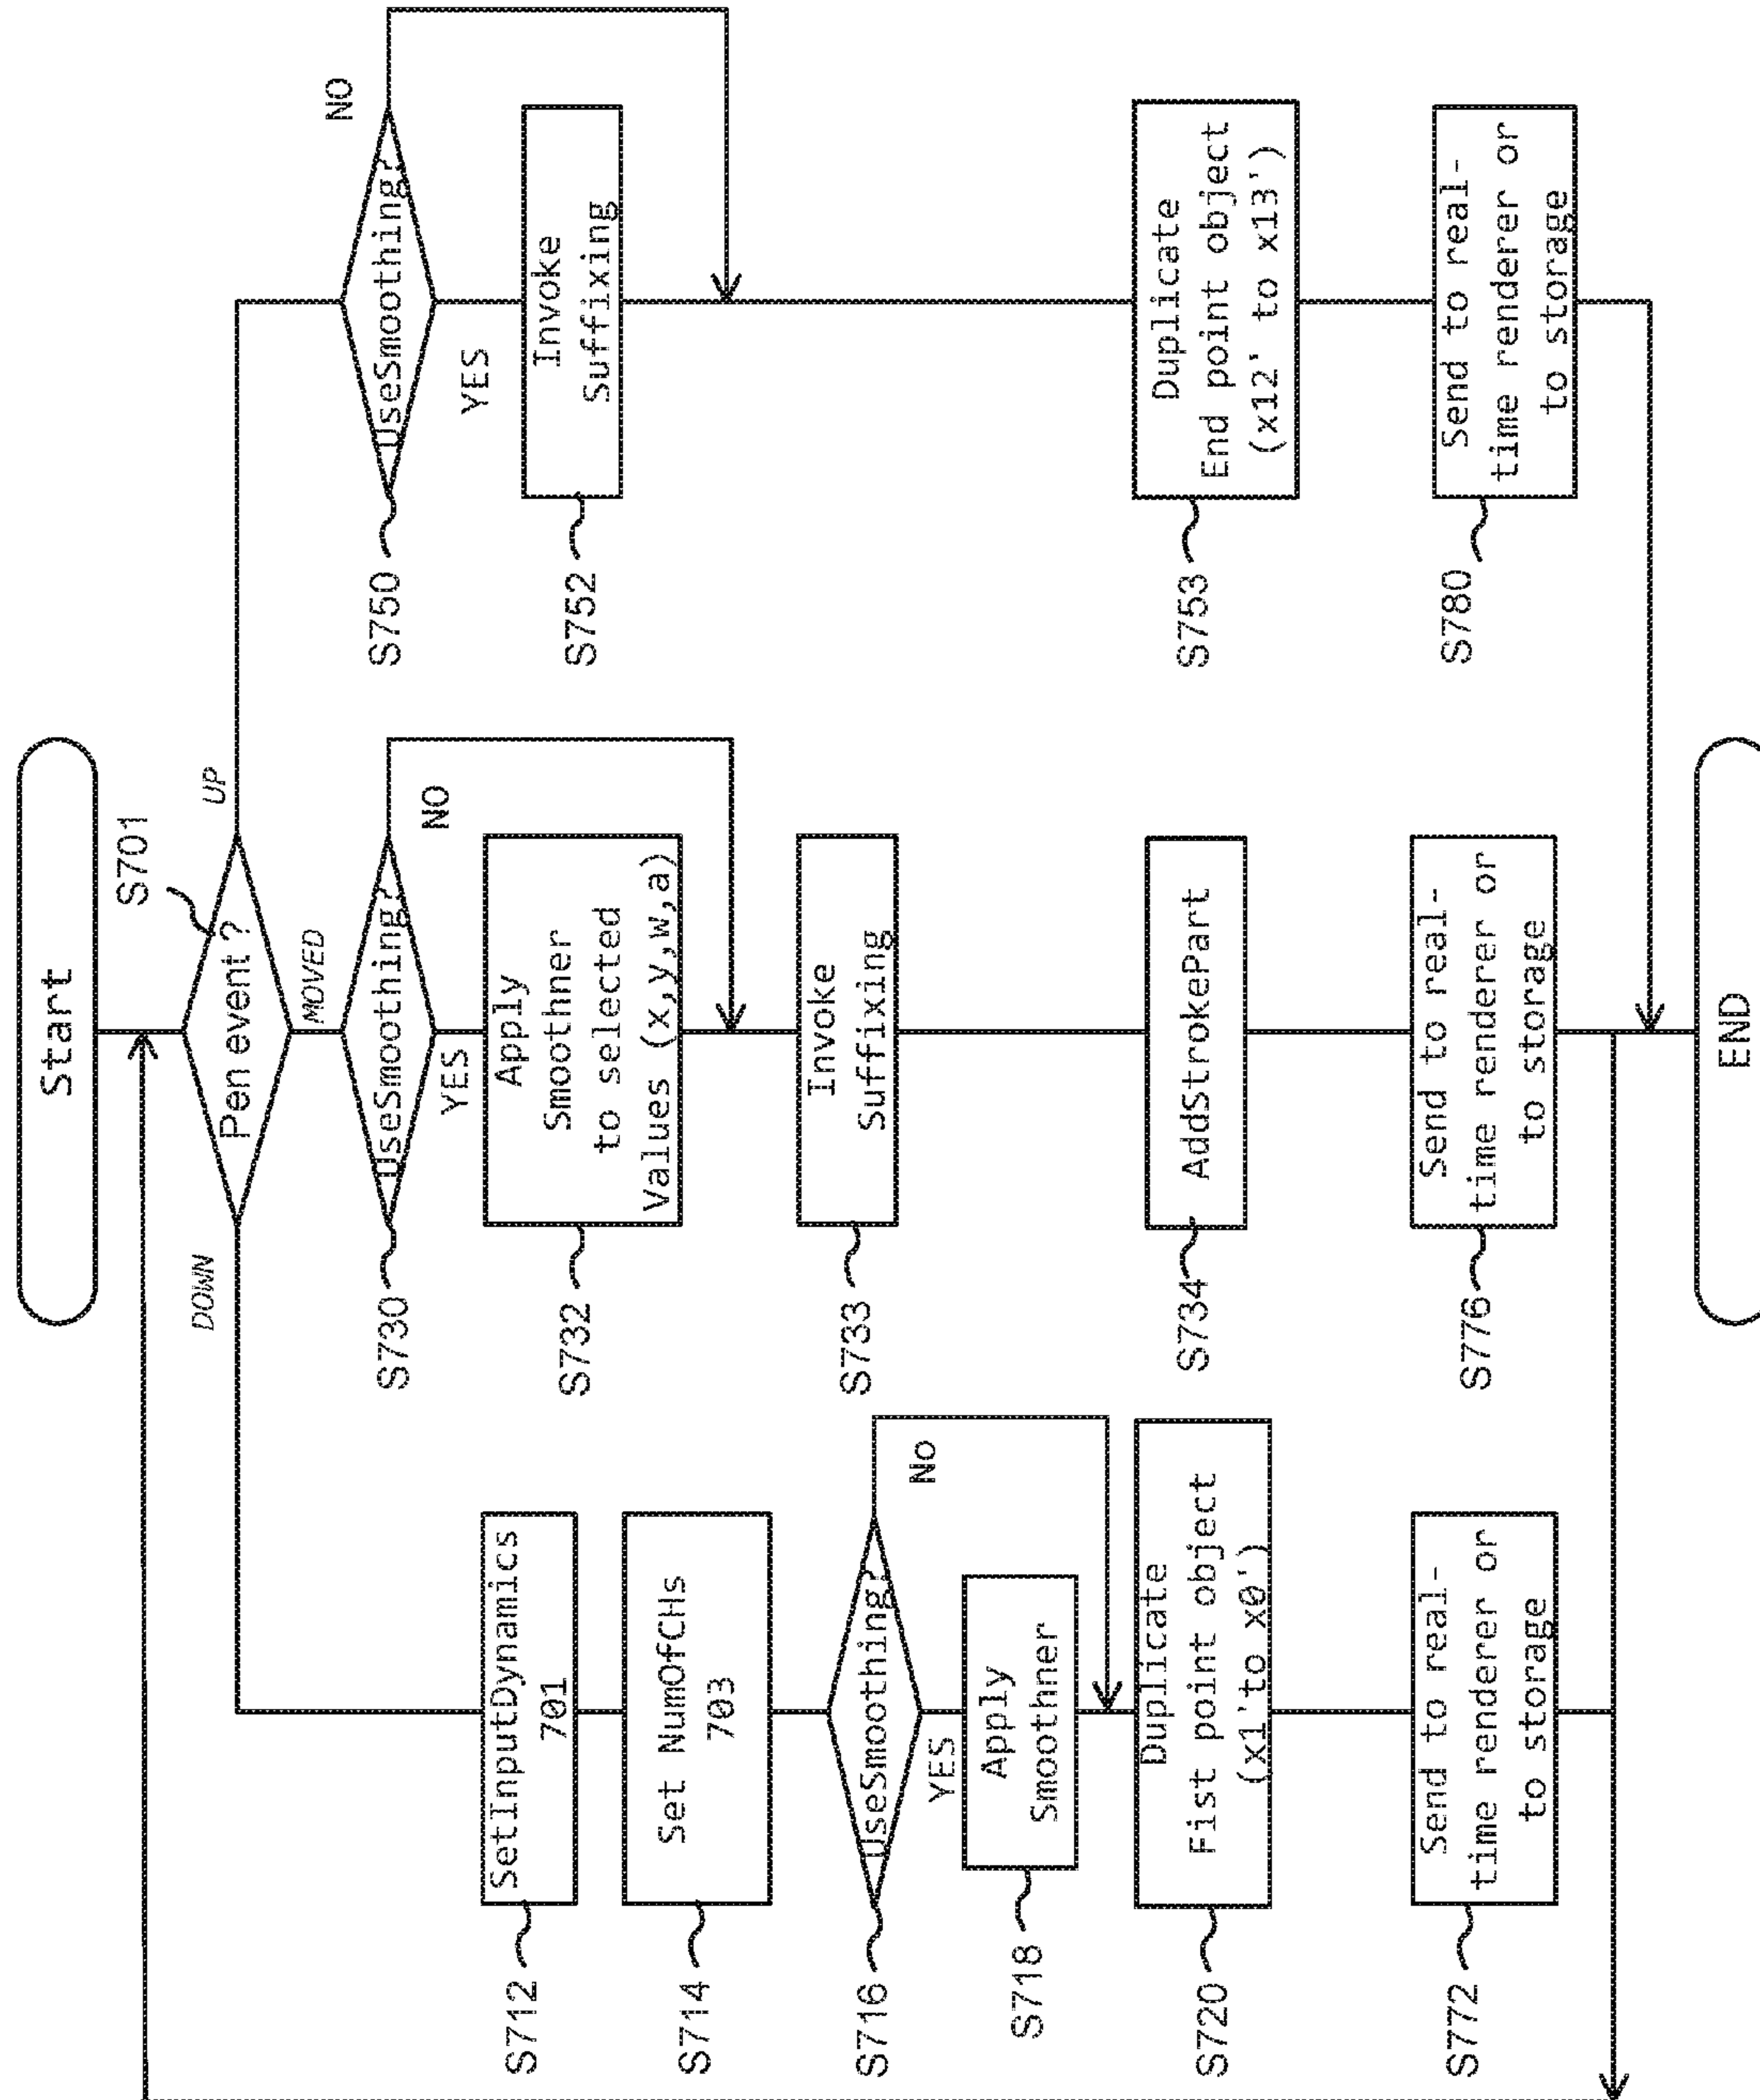 Start
S701
Pen event ?
DOWN
MOVED
UP
S712
SetInputDynamics
701
S714
Set NumOfCHs
703
S716
UseSmoothing?
No
YES
S718
Apply
Smoothner
S720
Duplicate
Fist point object
(x1'to x0')
S772
Send to real-
time renderer or
to storage
S730
UseSmoothing?
NO
YES
S732
Apply
Smoothner
to selected
Values (x,y,w,a)
S733
Invoke
Suffixing
S734
AddStrokePart
S776
Send to real-
time renderer or
to storage
S750
UseSmoothing?
NO
YES
S752
Invoke
Suffixing
S753
Duplicate
End point object
(x12' to x13')
S780
Send to real-
time renderer or
to storage
END